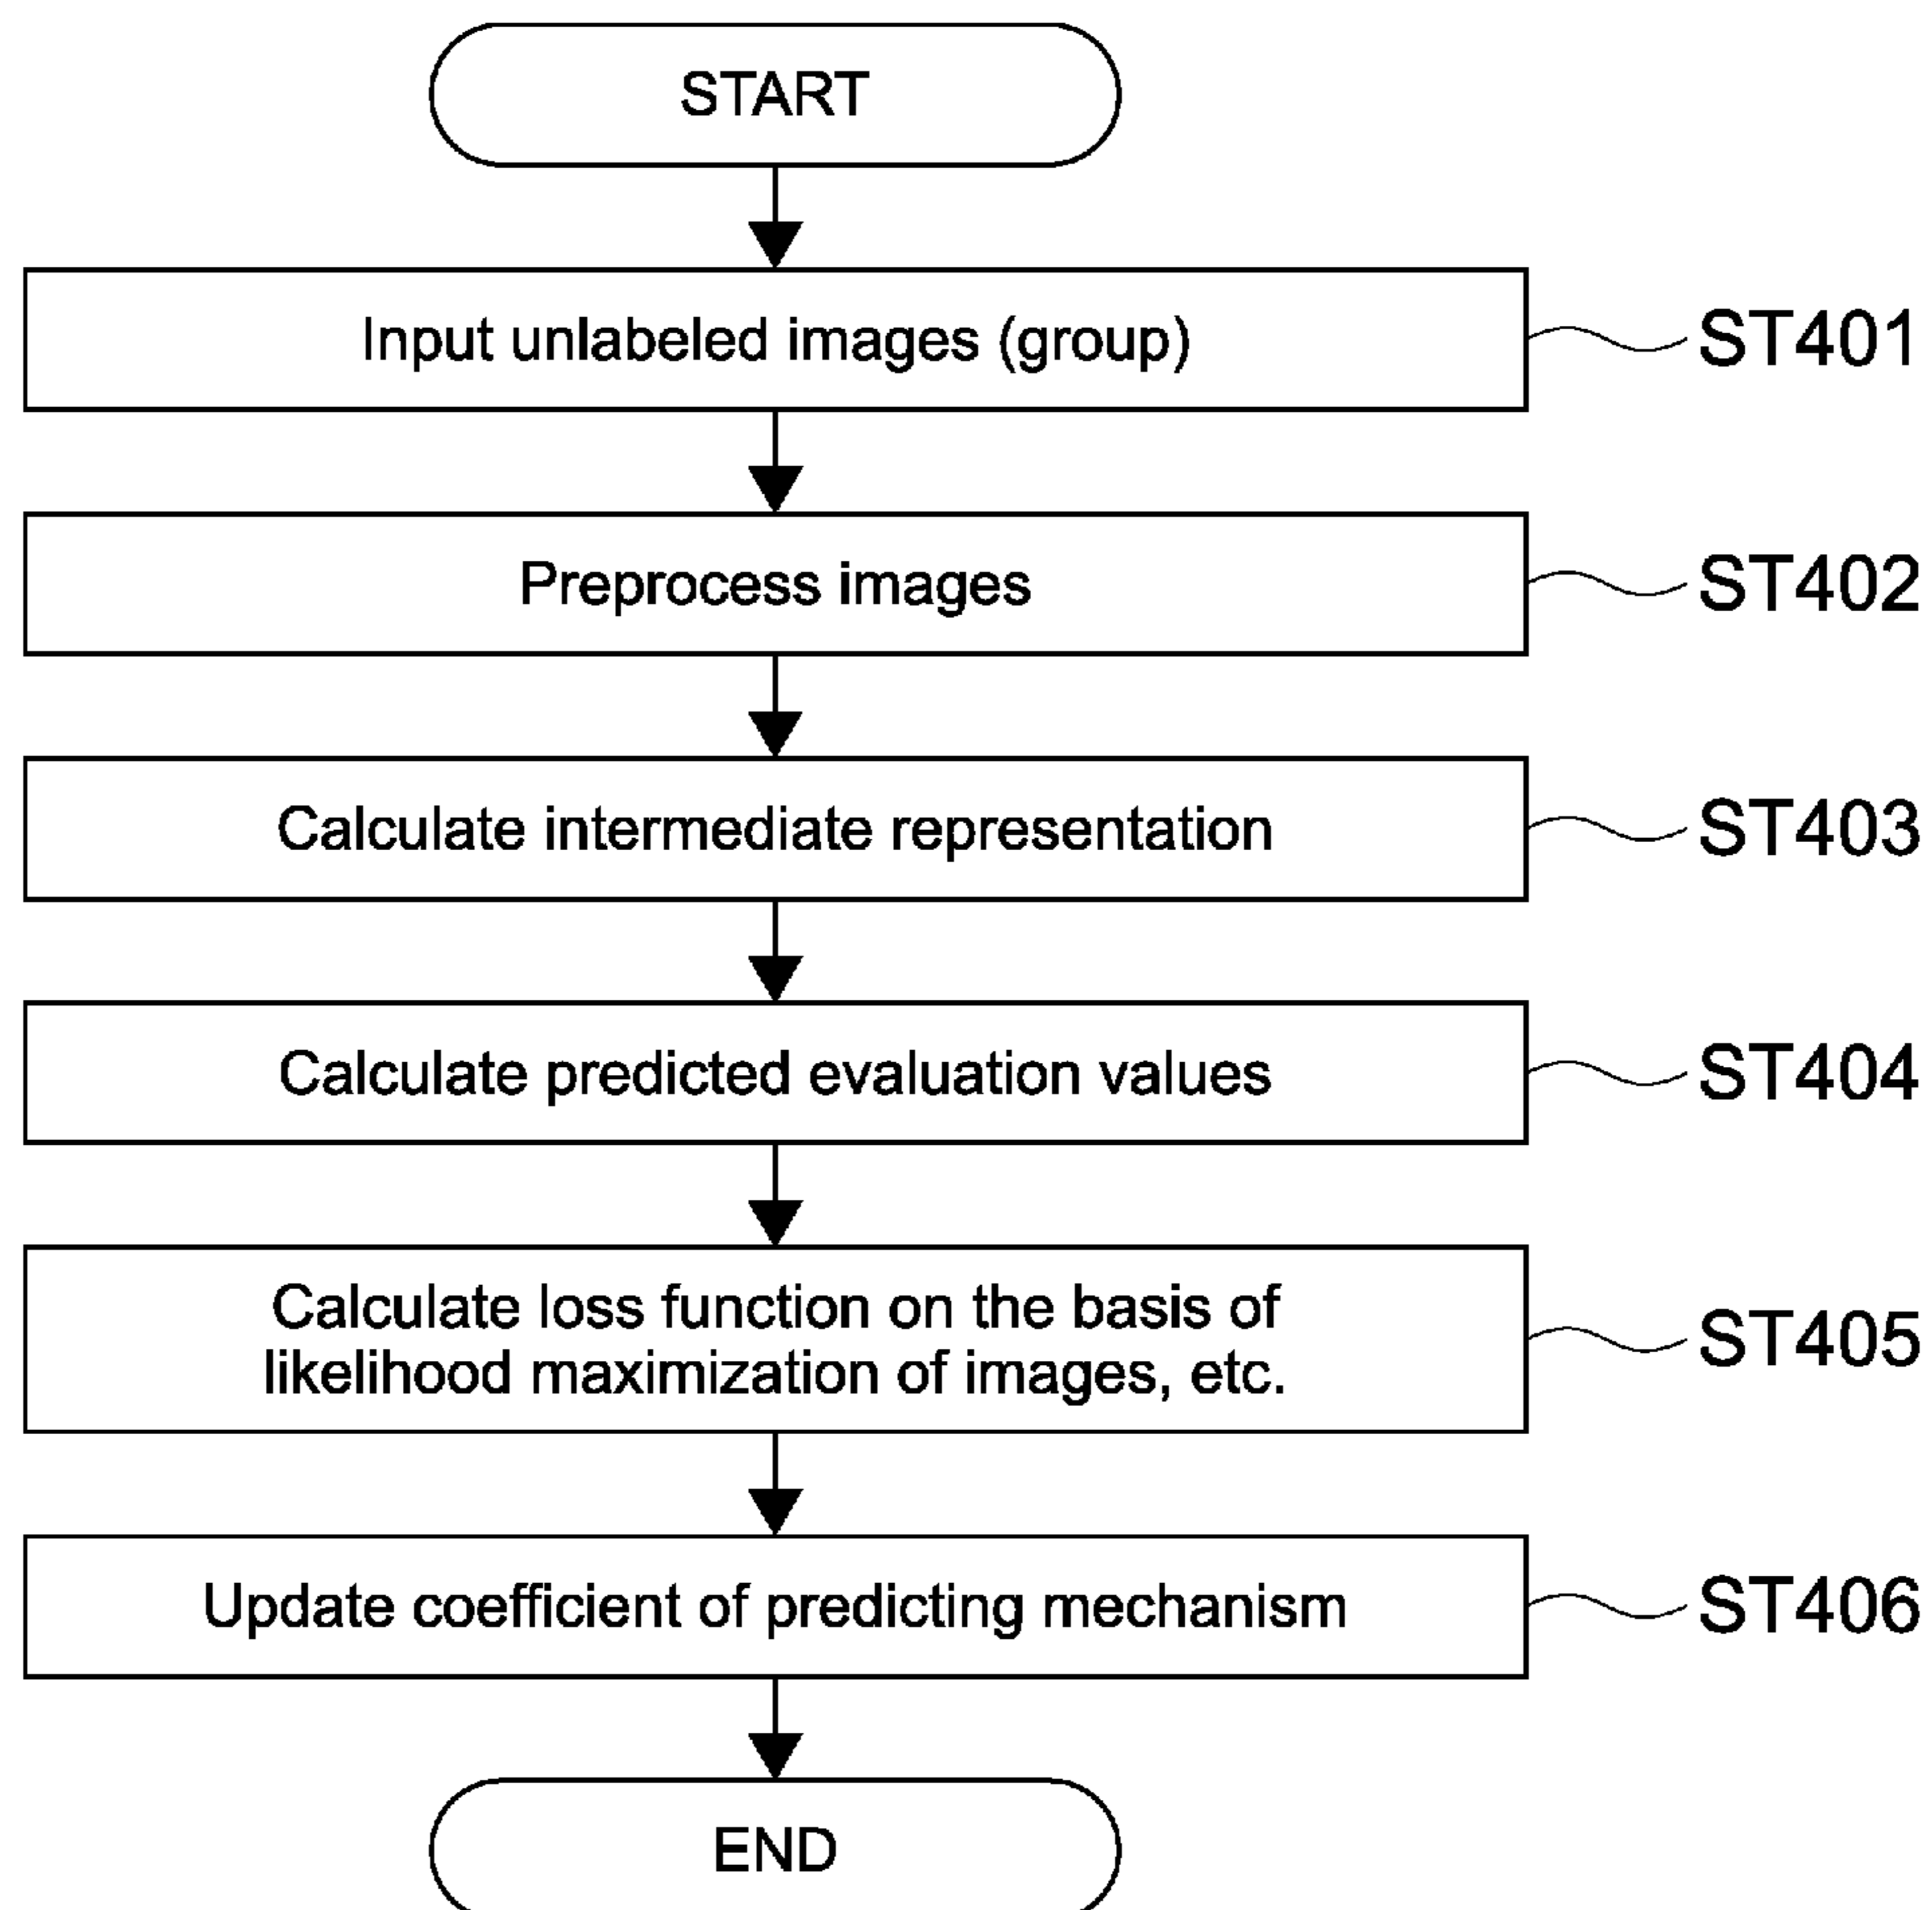 START
Input unlabeled images (group)
ST401
Preprocess images
ST402
Calculate intermediate representation
ST403
Calculate predicted evaluation values
ST404
Calculate loss function on the basis of
likelihood maximization of images, etc.
ST405
Update coefficient of predicting mechanism
ST406
END